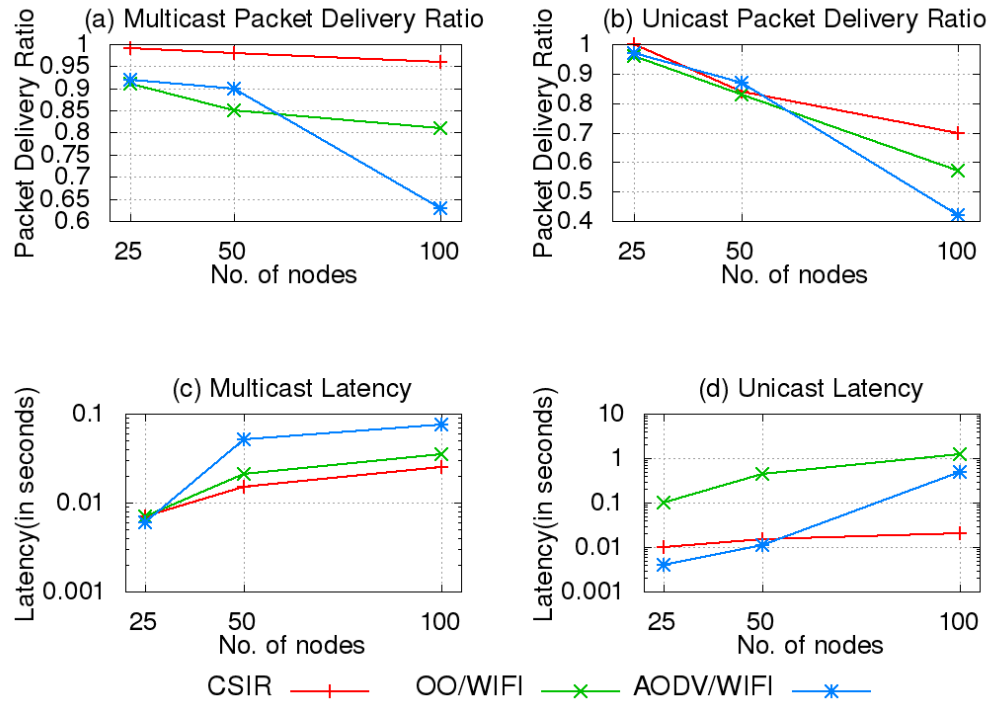 (a) Multicast Packet Delivery Ratio
Packet Delivery Ratio
1
0.95
0.9
0.85
0.8
0.75
0.7
0.65
0.6
25 50 100
No. of nodes
(b) Unicast Packet Delivery Ratio
Packet Delivery Ratio
1
0.9
0.8
0.7
0.6
0.5
0.4
25 50 100
No. of nodes
(c) Multicast Latency
Latency(in seconds)
0.1
0.01
0.001
25 50 100
No. of nodes
(d) Unicast Latency
Latency(in seconds)
10
1
0.1
0.01
0.001
25 50 100
No. of nodes
CSIR OO/WIFI AODV/WIFI